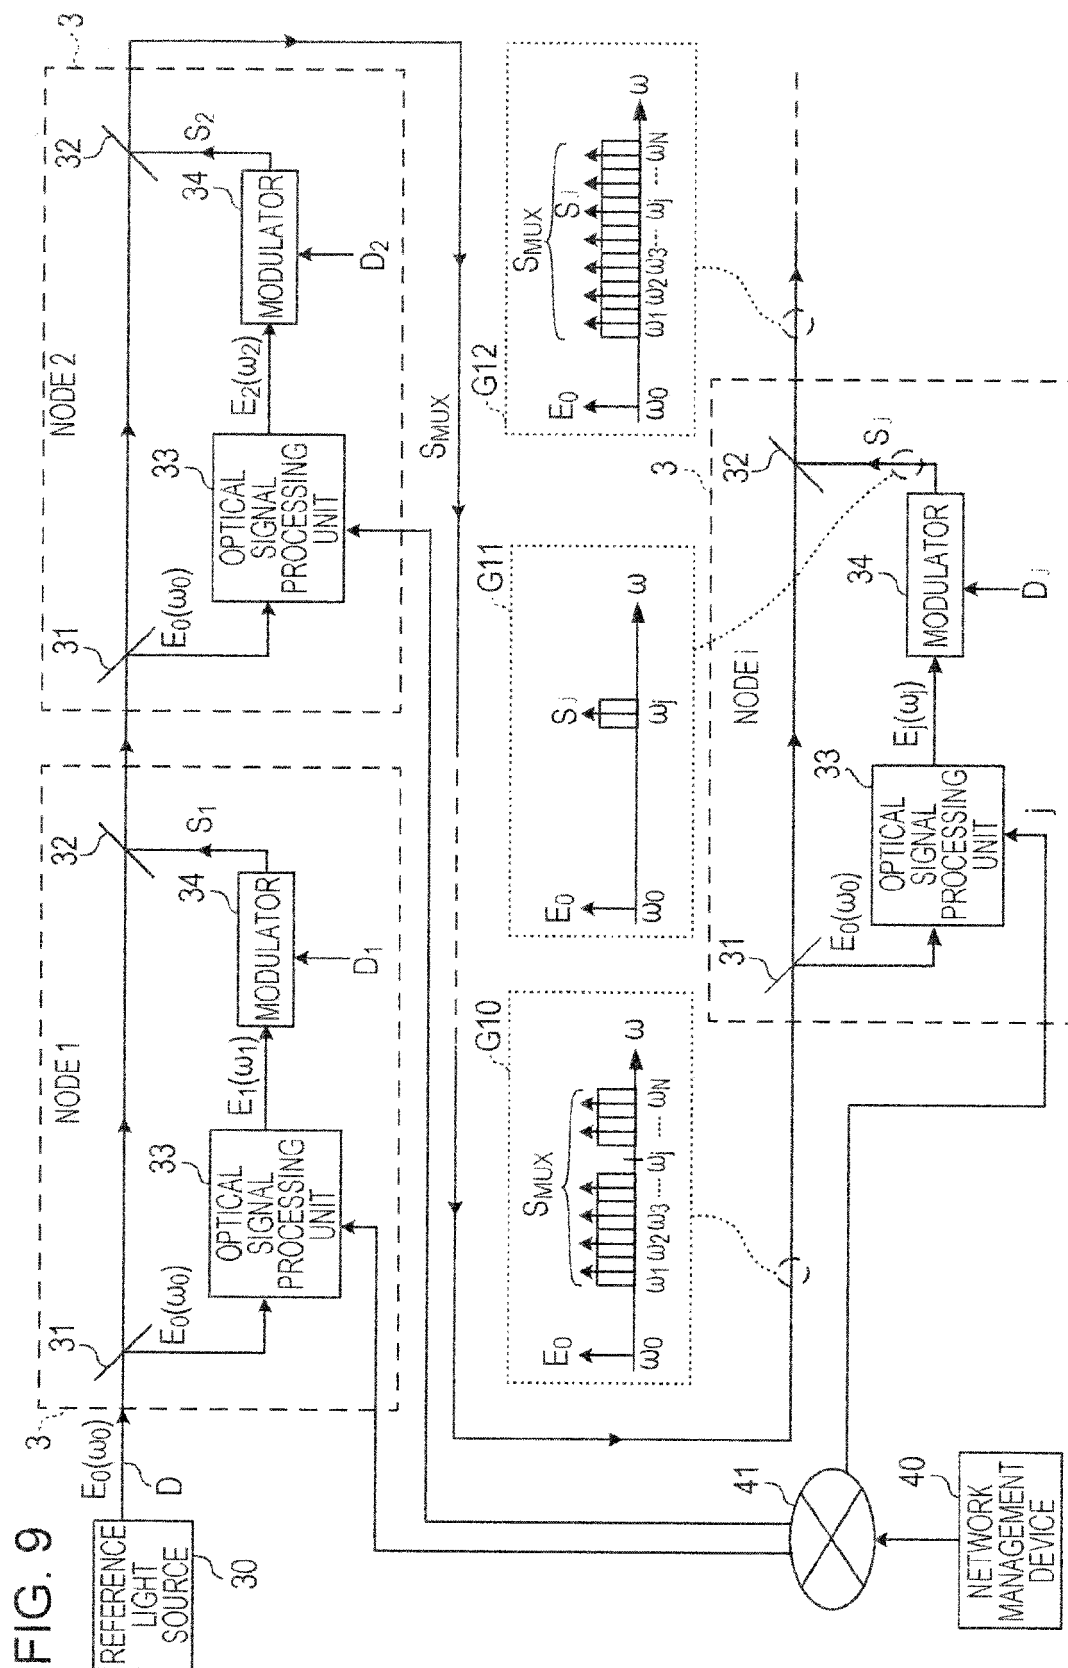 FIG. 9
REFERENCE
LIGHT
SOURCE
30
E0(ω0)
D
3
NODE 1
31
E0(ω0)
33
OPTICAL
SIGNAL
PROCESSING
UNIT
E1(ω1)
34
MODULATOR
D1
S1
32
NODE 2
31
E0(ω0)
33
OPTICAL
SIGNAL
PROCESSING
UNIT
E2(ω2)
34
MODULATOR
D2
S2
32
3
SMUX
G10
E0
SMUX
ω0
ω1 ω2 ω3 ···· ωj ···· ωN
ω
G11
E0
Sj
ω0
ωj
ω
G12
E0
SMUX
Sj
ω0
ω1 ω2 ω3 ··· ωj ···· ωN
ω
3
NODE j
31
E0(ω0)
33
OPTICAL
SIGNAL
PROCESSING
UNIT
Ej(ωj)
34
MODULATOR
Dj
Sj
32
j
41
40
NETWORK
MANAGEMENT
DEVICE